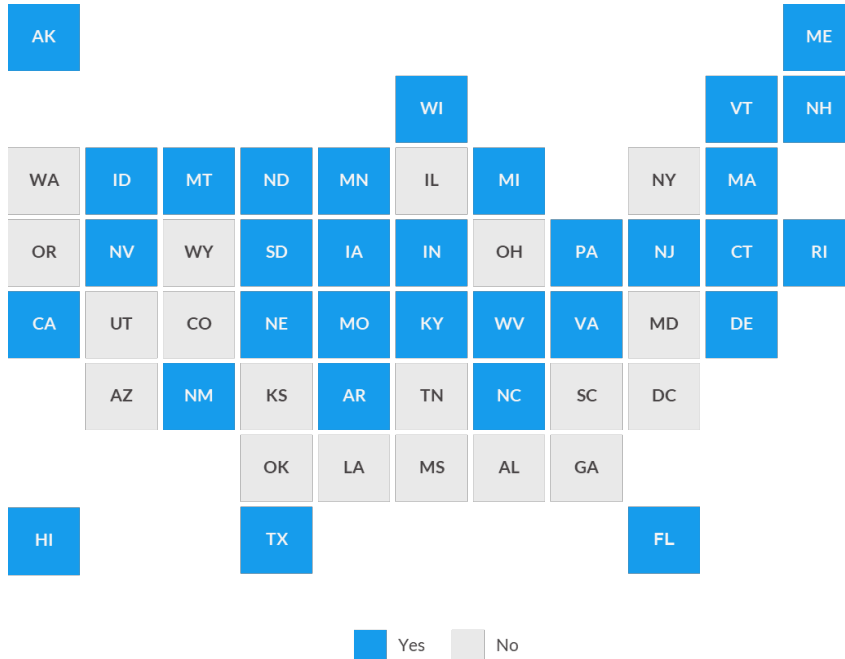 AK ME
WI VT NH
WA ID MT ND MN IL MI NY MA
OR NV WY SD IA IN OH PA NJ CT RI
CA UT CO NE MO KY WV VA MD DE
AZ NM KS AR TN NC SC DC
OK LA MS AL GA
HI TX FL
Yes No